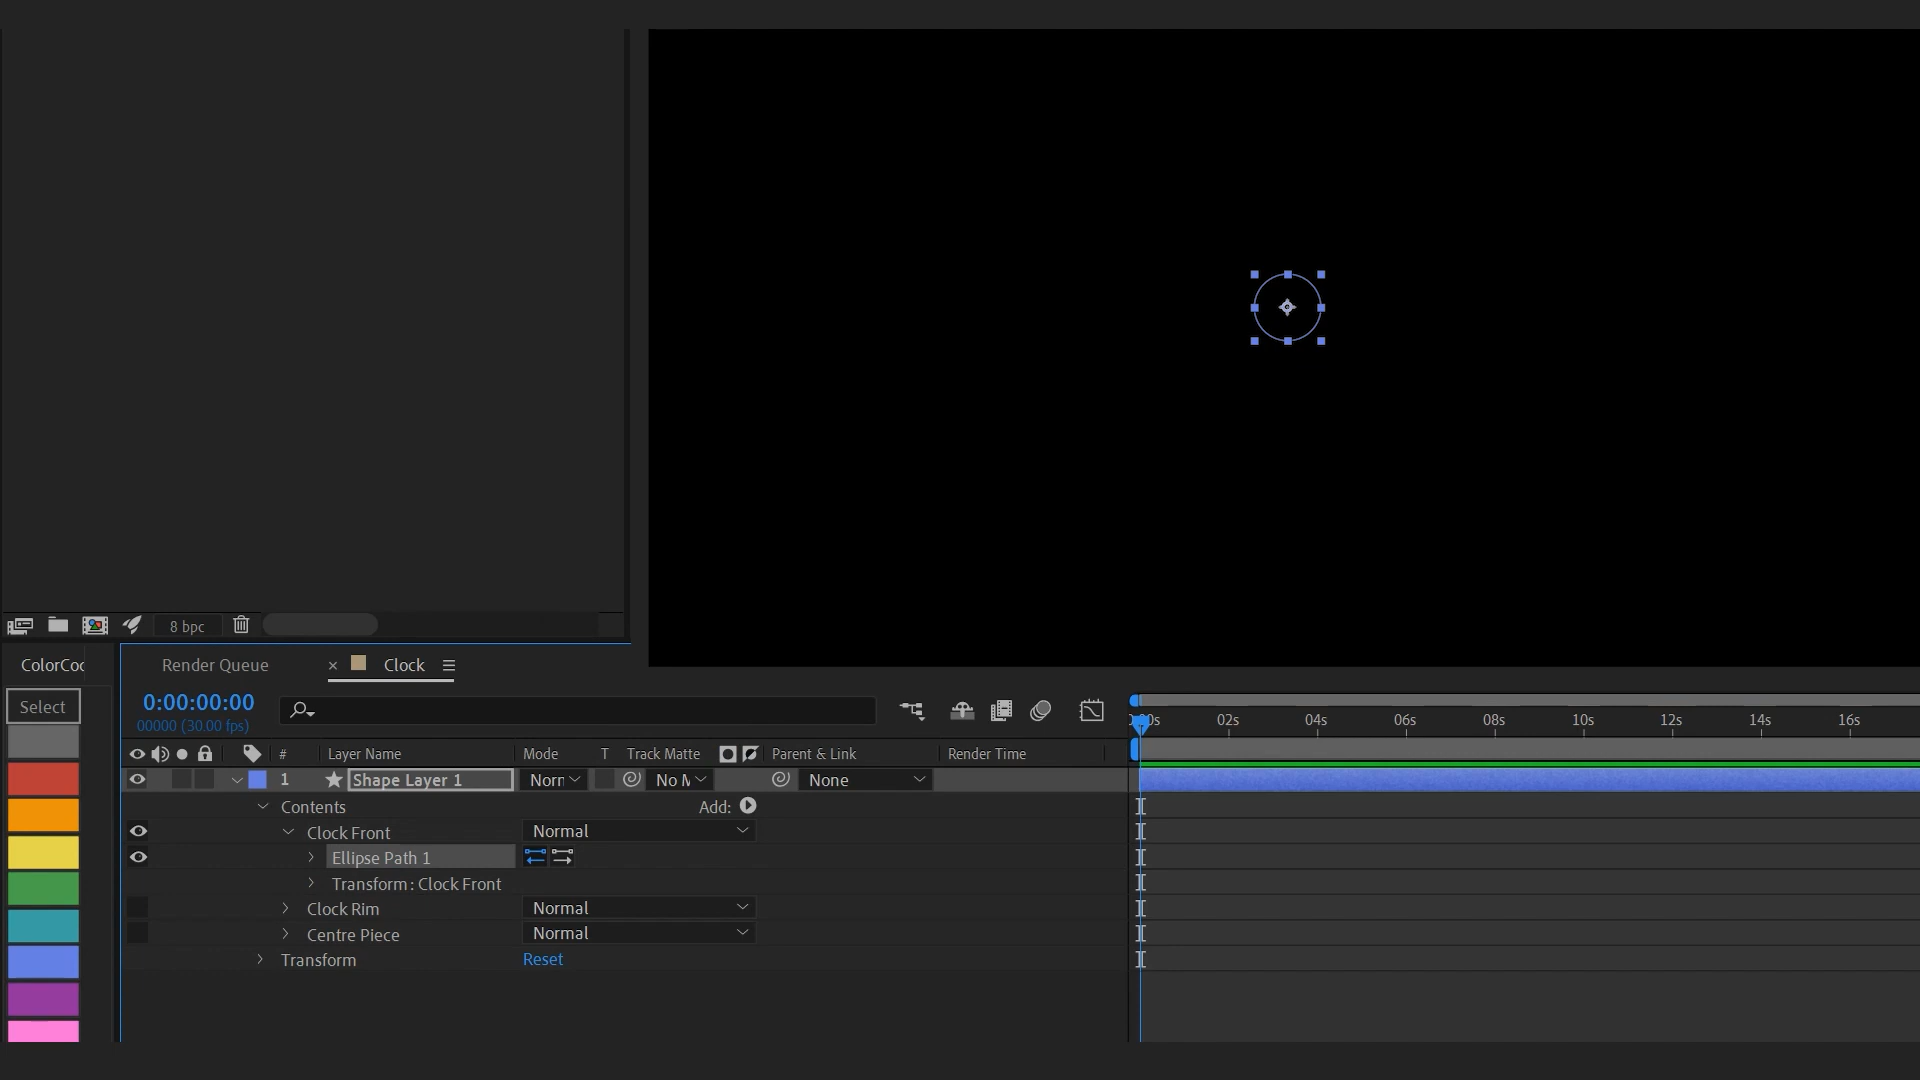 8 bpc
ColorCoc
Render Queue
× Clock
Select
0:00:00:00
00000 (30.00 fps)
02s 04s 06s 08s 10s 12s 14s 16s
# Layer Name Mode T Track Matte Parent & Link Render Time
1 Shape Layer 1 Norr No M None
Contents Add:
Clock Front Normal
Ellipse Path 1
Transform: Clock Front
Clock Rim Normal
Centre Piece Normal
Transform Reset